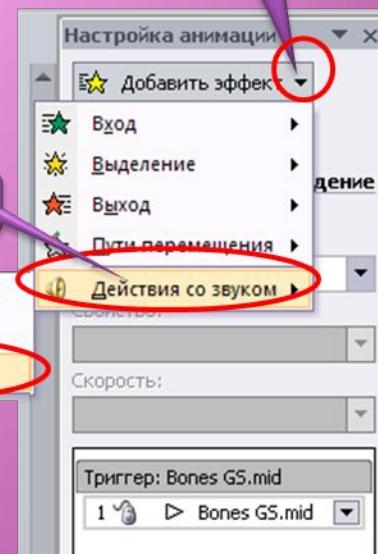 Настройка анимации
Добавить эффект
Вход
Выделение
дение
Выход
Пути перемещения
Действия со звуком
Свойство:
Скорость:
Триггер: Bones GS.mid
1 Bones GS.mid